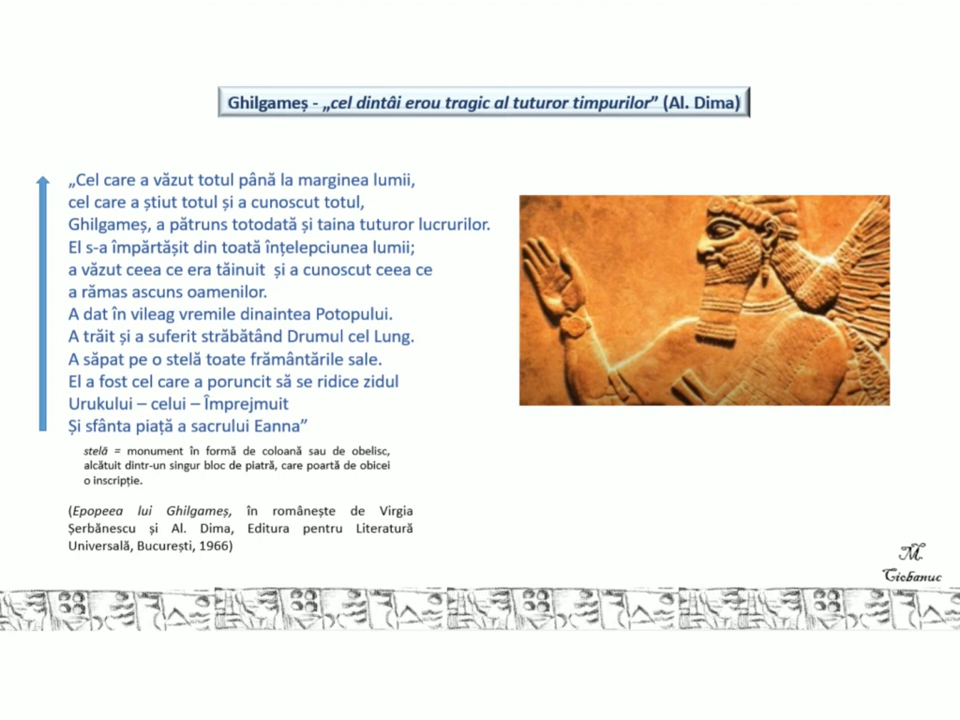 Ghilgameș - „cel dintâi erou tragic al tuturor timpurilor” (Al. Dima)
„Cel care a văzut totul până la marginea lumii,
cel care a știut totul și a cunoscut totul,
Ghilgameș, a pătruns totodată și taina tuturor lucrurilor.
El s-a împărtășit din toată înțelepciunea lumii;
a văzut ceea ce era tăinuit și a cunoscut ceea ce
a rămas ascuns oamenilor.
A dat în vileag vremile dinaintea Potopului.
A trăit și a suferit străbătând Drumul cel Lung.
A săpat pe o stelă toate frământările sale.
El a fost cel care a poruncit să se ridice zidul
Urukului – celui – Împrejmuit
Și sfânta piață a sacrului Eanna”
stelă = monument în formă de coloană sau de obelisc,
alcătuit dintr-un singur bloc de piatră, care poartă de obicei
o inscripție.
(Epopeea lui Ghilgameș, în românește de Virgia
Șerbănescu și Al. Dima, Editura pentru Literatură
Universală, București, 1966)
M.
Ciobanuc